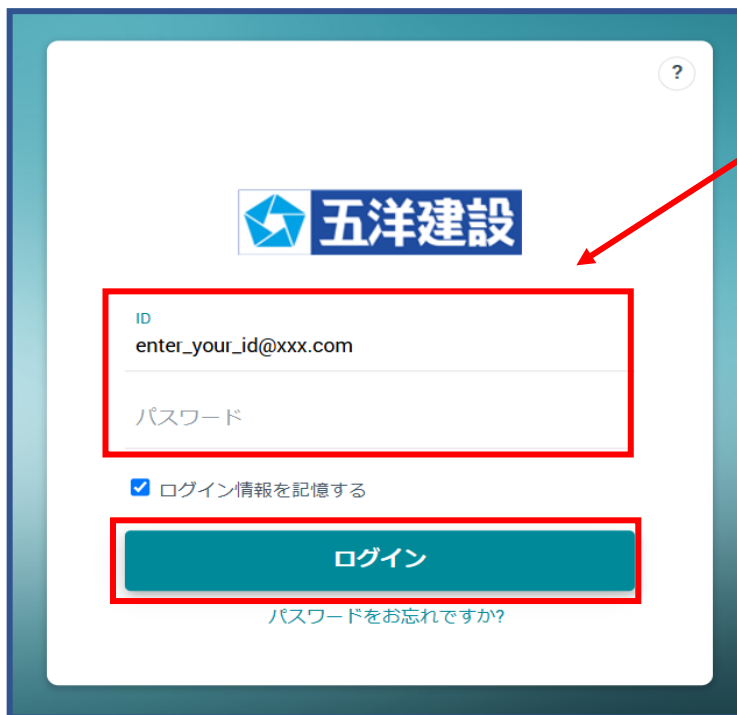 ?
五洋建設
ID
enter_your_id@xxx.com
パスワード
ログイン情報を記憶する
ログイン
パスワードをお忘れですか?